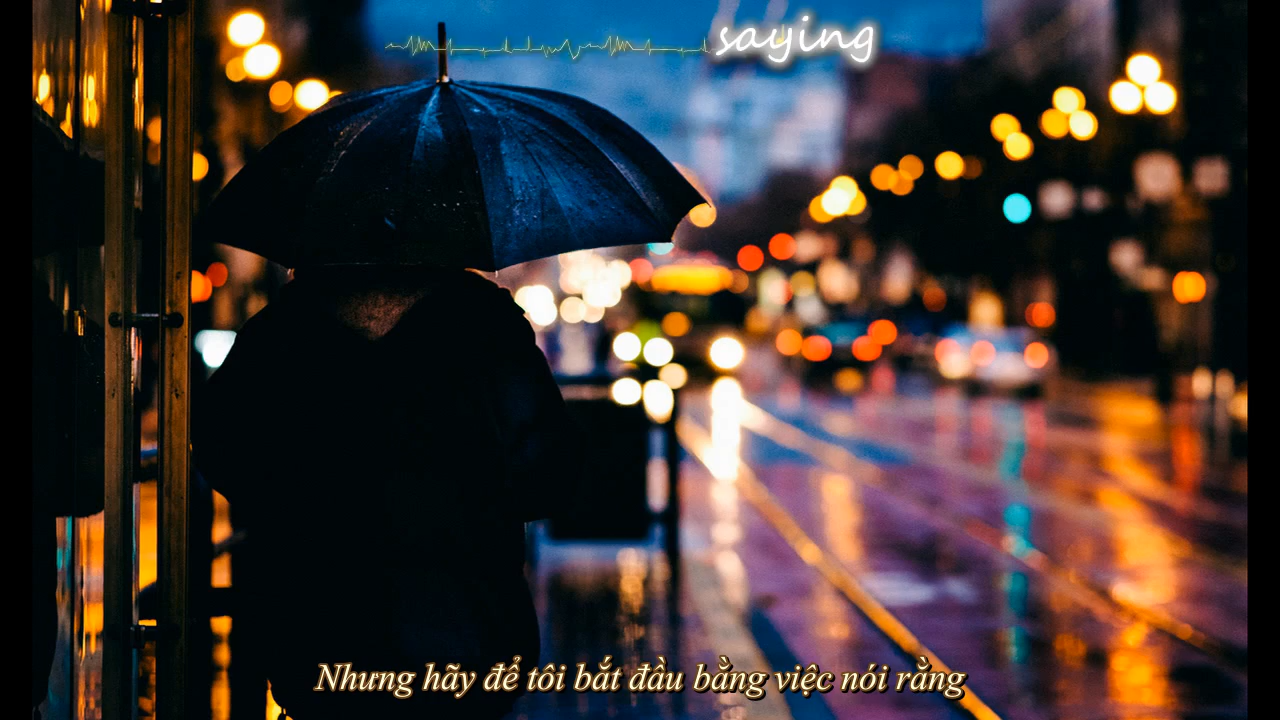 saying
Nhưng hãy để tôi bắt đầu bằng việc nói rằng